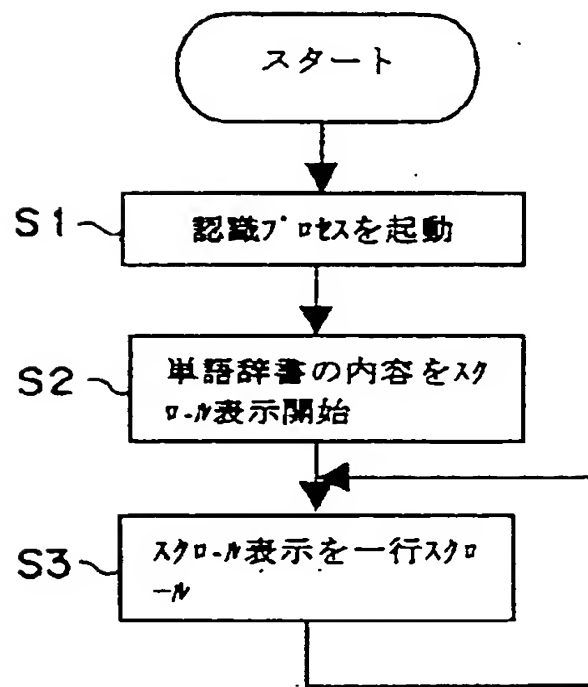 スタート
S1
認識プロセスを起動
S2
単語辞書の内容をスク
ロール表示開始
S3
スクロール表示を一行スクロ
ール